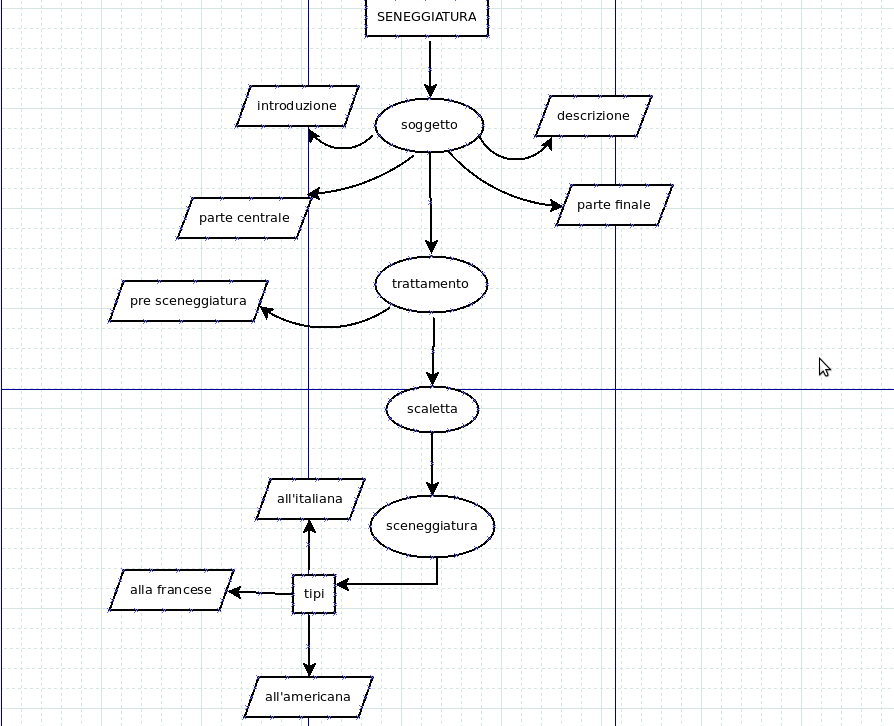 SENEGGIATURA
introduzione
soggetto
descrizione
parte centrale
parte finale
trattamento
pre sceneggiatura
scaletta
all'italiana
sceneggiatura
alla francese
tipi
all'americana